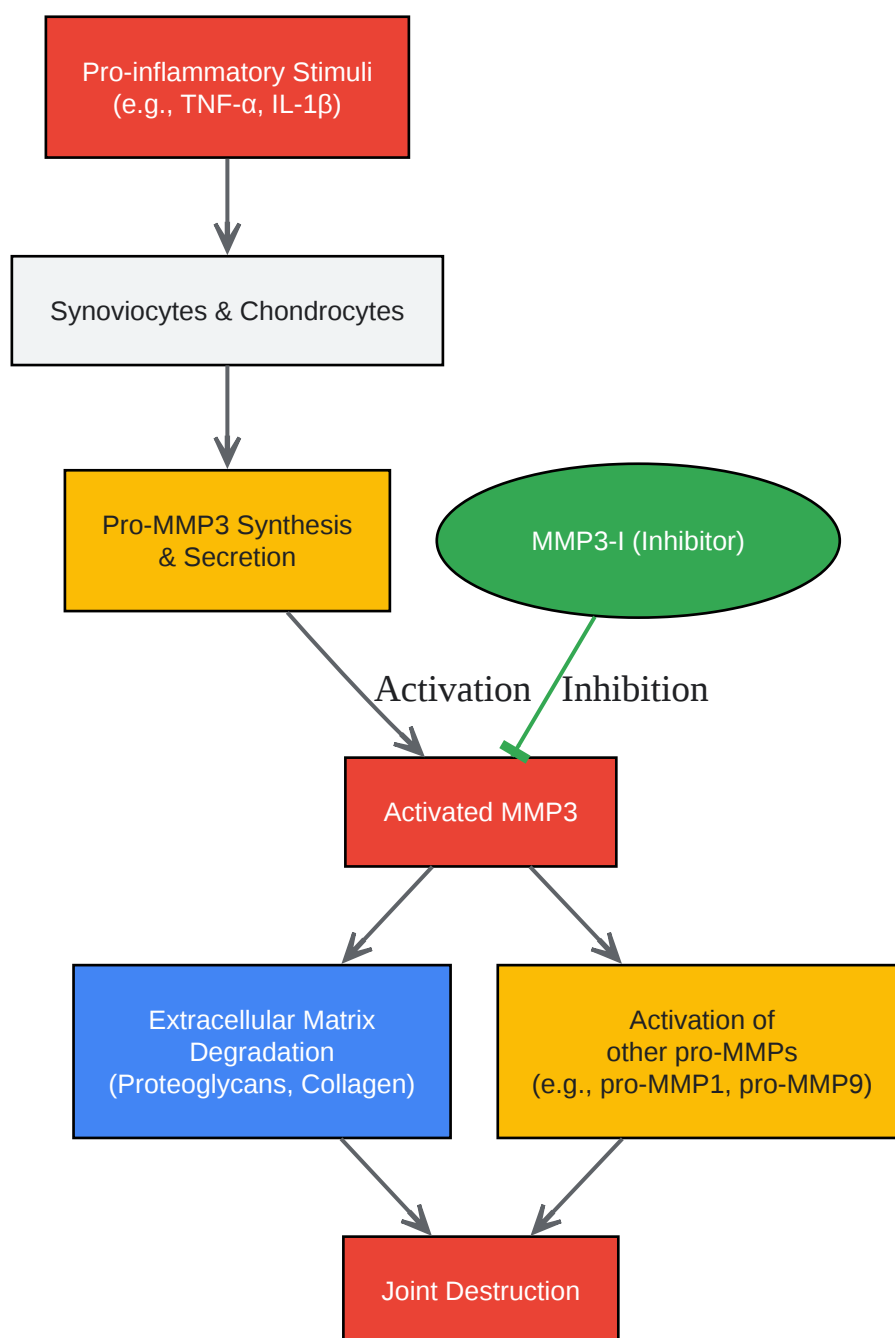 Pro-inflammatory Stimuli
(e.g., TNF-α, IL-1β)
Synoviocytes & Chondrocytes
Pro-MMP3 Synthesis
& Secretion
MMP3-I (Inhibitor)
Activation
Inhibition
Activated MMP3
Extracellular Matrix
Degradation
(Proteoglycans, Collagen)
Activation of
other pro-MMPs
(e.g., pro-MMP1, pro-MMP9)
Joint Destruction